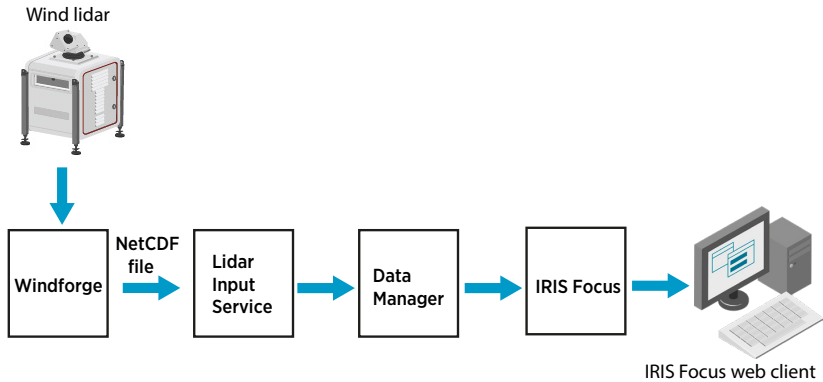 Wind lidar
Windforge
NetCDF
file
Lidar
Input
Service
Data
Manager
IRIS Focus
IRIS Focus web client